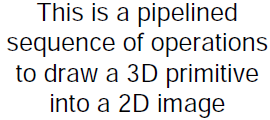 This is a pipelined
sequence of operations
to draw a 3D primitive
into a 2D image